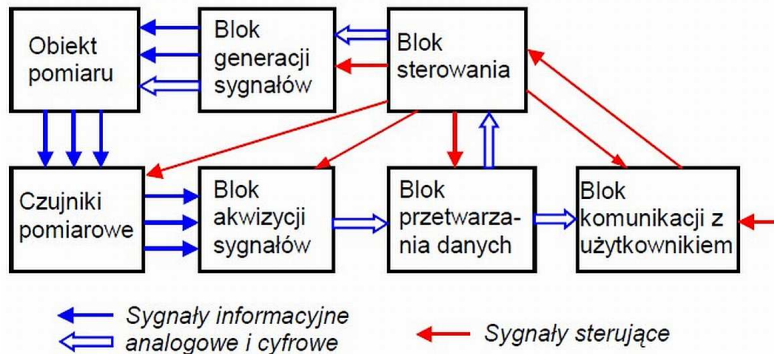 Obiekt
pomiaru
Blok
generacji
sygnałów
Blok
sterowania
Czujniki
pomiarowe
Blok
akwizycji
sygnałów
Blok
przetwarza-
nia danych
Blok
komunikacji z
użytkownikiem
Sygnały informacyjne
analogowe i cyfrowe
Sygnały sterujące